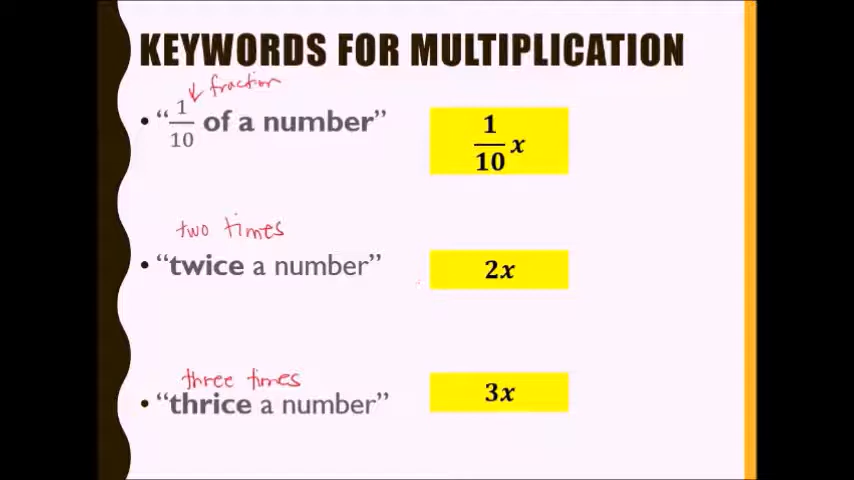 KEYWORDS FOR MULTIPLICATION
fraction
• “1/10 of a number”
1/10 x
two times
• “twice a number”
2x
three times
• “thrice a number”
3x